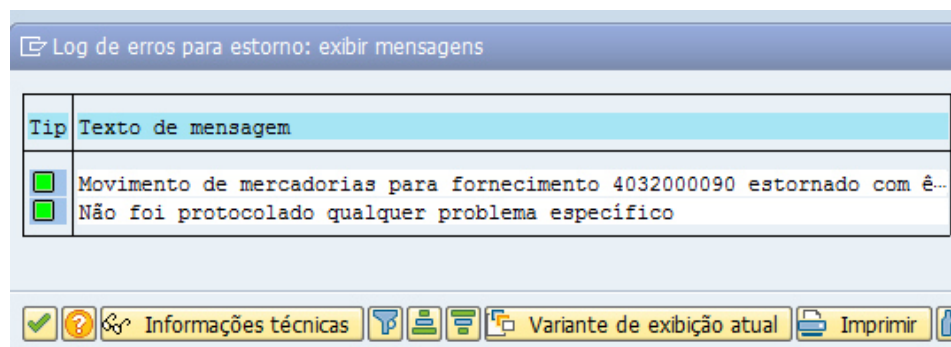 Log de erros para estorno: exibir mensagens
Tip Texto de mensagem
Movimento de mercadorias para fornecimento 4032000090 estornado com ê…
Não foi protocolado qualquer problema específico
Informações técnicas Variante de exibição atual Imprimir